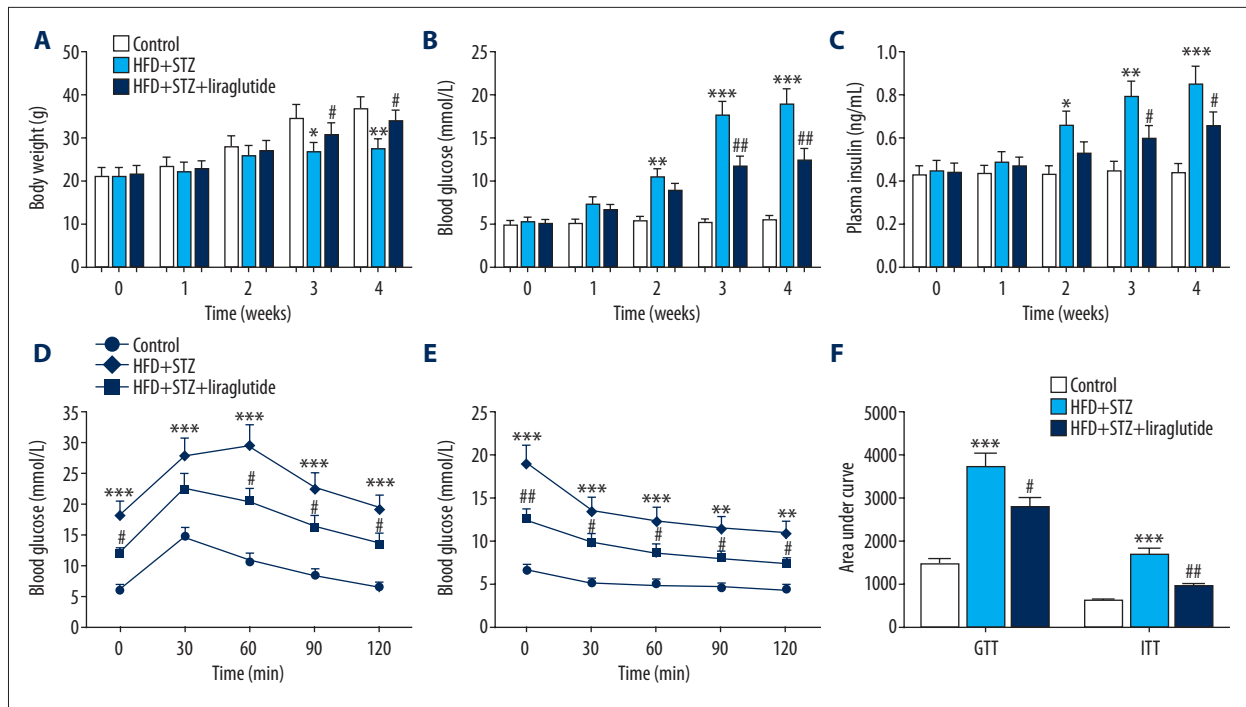 A
Control
HFD+STZ
HFD+STZ+liraglutide
50
40
30
20
10
0
Body weight (g)
* # ** #
0 1 2 3 4
Time (weeks)
B
25
20
15
10
5
0
Blood glucose (mmol/L)
** *** ## *** ##
0 1 2 3 4
Time (weeks)
C
1.0
0.8
0.6
0.4
0.2
0.0
Plasma insulin (ng/mL)
* ** # *** #
0 1 2 3 4
Time (weeks)
D
Control
HFD+STZ
HFD+STZ+liraglutide
35
30
25
20
15
10
5
0
Blood glucose (mmol/L)
*** *** *** *** ***
# # # #
0 30 60 90 120
Time (min)
E
25
20
15
10
5
0
Blood glucose (mmol/L)
*** *** *** ** **
## # # # #
0 30 60 90 120
Time (min)
F
Control
HFD+STZ
HFD+STZ+liraglutide
5000
4000
3000
2000
1000
0
Area under curve
*** # *** ##
GTT ITT